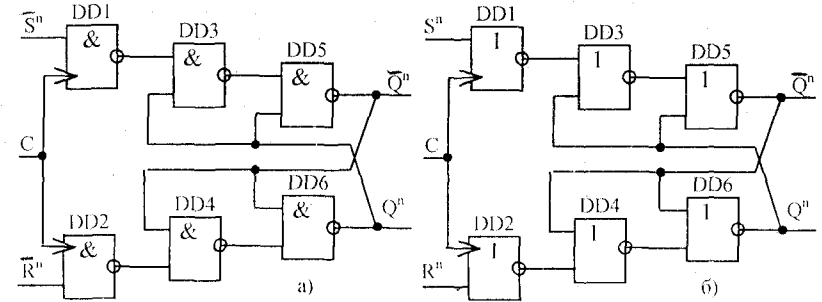 DD1
S̅ⁿ
&
DD3
&
DD5
&
Q̅ⁿ
C
DD2
&
R̅ⁿ
DD4
&
DD6
&
Qⁿ
а)
DD1
Sⁿ
1
DD3
1
DD5
1
Q̅ⁿ
C
DD2
1
Rⁿ
DD4
1
DD6
1
Qⁿ
б)